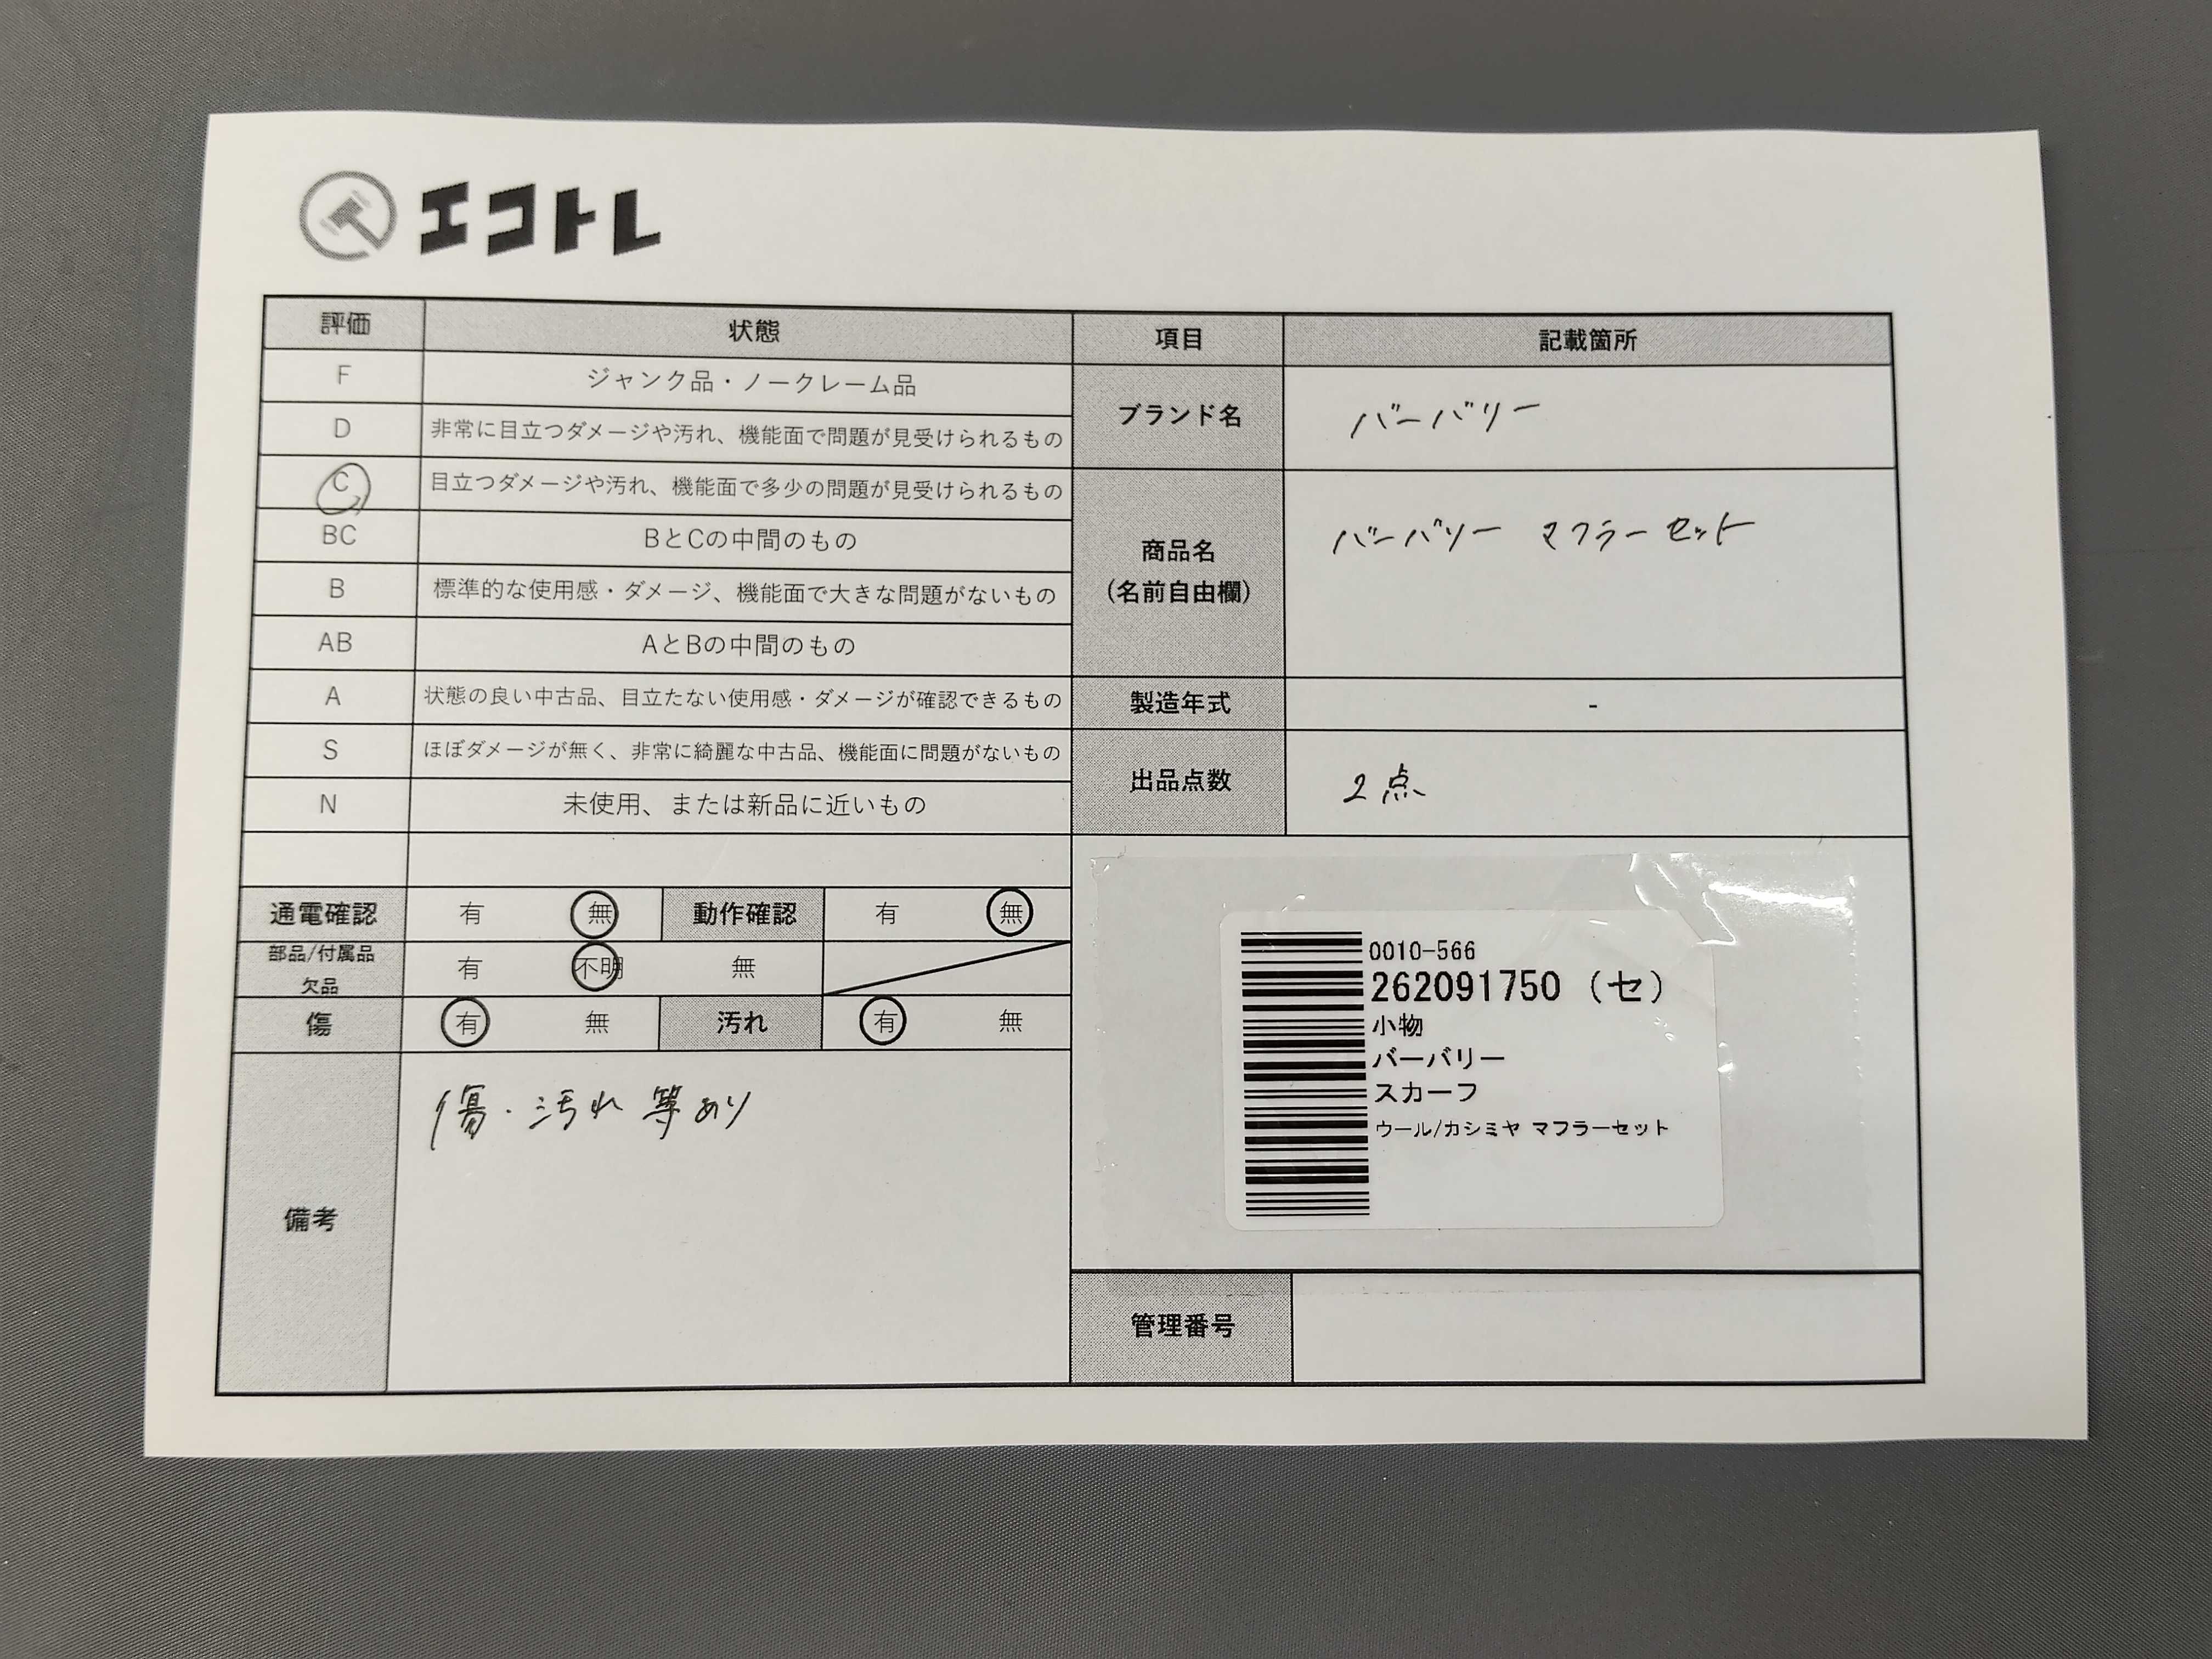 エコトレ
評価 状態 項目 記載箇所
F ジャンク品・ノークレーム品
D 非常に目立つダメージや汚れ、機能面で問題が見受けられるもの
C 目立つダメージや汚れ、機能面で多少の問題が見受けられるもの
BC BとCの中間のもの
B 標準的な使用感・ダメージ、機能面で大きな問題がないもの
AB AとBの中間のもの
A 状態の良い中古品、目立たない使用感・ダメージが確認できるもの
S ほぼダメージが無く、非常に綺麗な中古品、機能面に問題がないもの
N 未使用、または新品に近いもの
ブランド名 バーバリー
商品名 バーバリー マフラーセット
(名前自由欄)
製造年式 -
出品点数 2点
通電確認 有 無 動作確認 有 無
部品/付属品
欠品 有 不明 無
傷 有 無 汚れ 有 無
備考 傷・汚れ等あり
0010-566
262091750 (セ)
小物
バーバリー
スカーフ
ウール/カシミヤ マフラーセット
管理番号